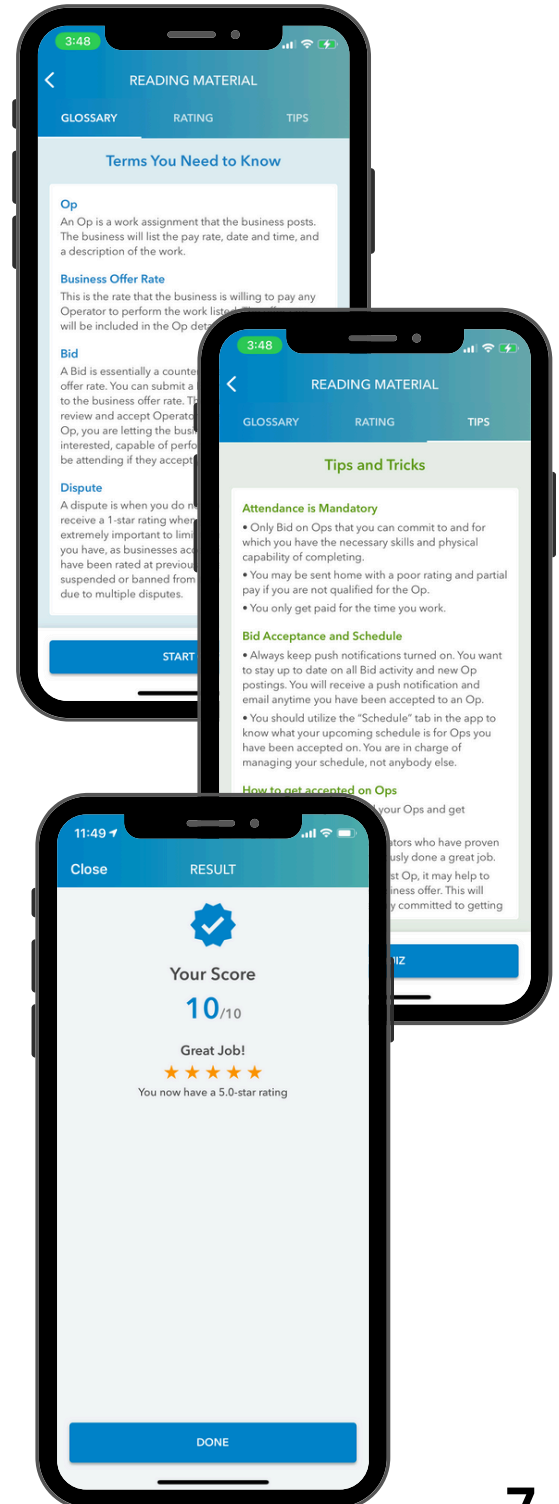 3:48
READING MATERIAL
GLOSSARY RATING TIPS
Terms You Need to Know
Op
An Op is a work assignment that the business posts.
The business will list the pay rate, date and time, and
a description of the work.
Business Offer Rate
This is the rate that the business is willing to pay any
Operator to perform the work
will be included in the Op
Bid
A Bid is essentially a
offer rate. You can submit a
to the business offer rate.
review and accept
Op, you are letting the
interested, capable of
be attending if they accept
Dispute
A dispute is when you do
receive a 1-star rating when
extremely important to
you have, as businesses
have been rated at
suspended or banned from
due to multiple disputes.
START
3:48
READING MATERIAL
GLOSSARY RATING TIPS
Tips and Tricks
Attendance is Mandatory
• Only Bid on Ops that you can commit to and for
which you have the necessary skills and physical
capability of completing.
• You may be sent home with a poor rating and partial
pay if you are not qualified for the Op.
• You only get paid for the time you work.
Bid Acceptance and Schedule
• Always keep push notifications turned on. You want
to stay up to date on all Bid activity and new Op
postings. You will receive a push notification and
email anytime you have been accepted to an Op.
• You should utilize the “Schedule” tab in the app to
know what your upcoming schedule is for Ops you
have been accepted on. You are in charge of
managing your schedule, not anybody else.
How to get accepted on Ops
your Ops and get
who have proven
done a great job.
Op, it may help to
offer. This will
committed to getting
11:49
Close RESULT
Your Score
10/10
Great Job!
You now have a 5.0-star rating
DONE